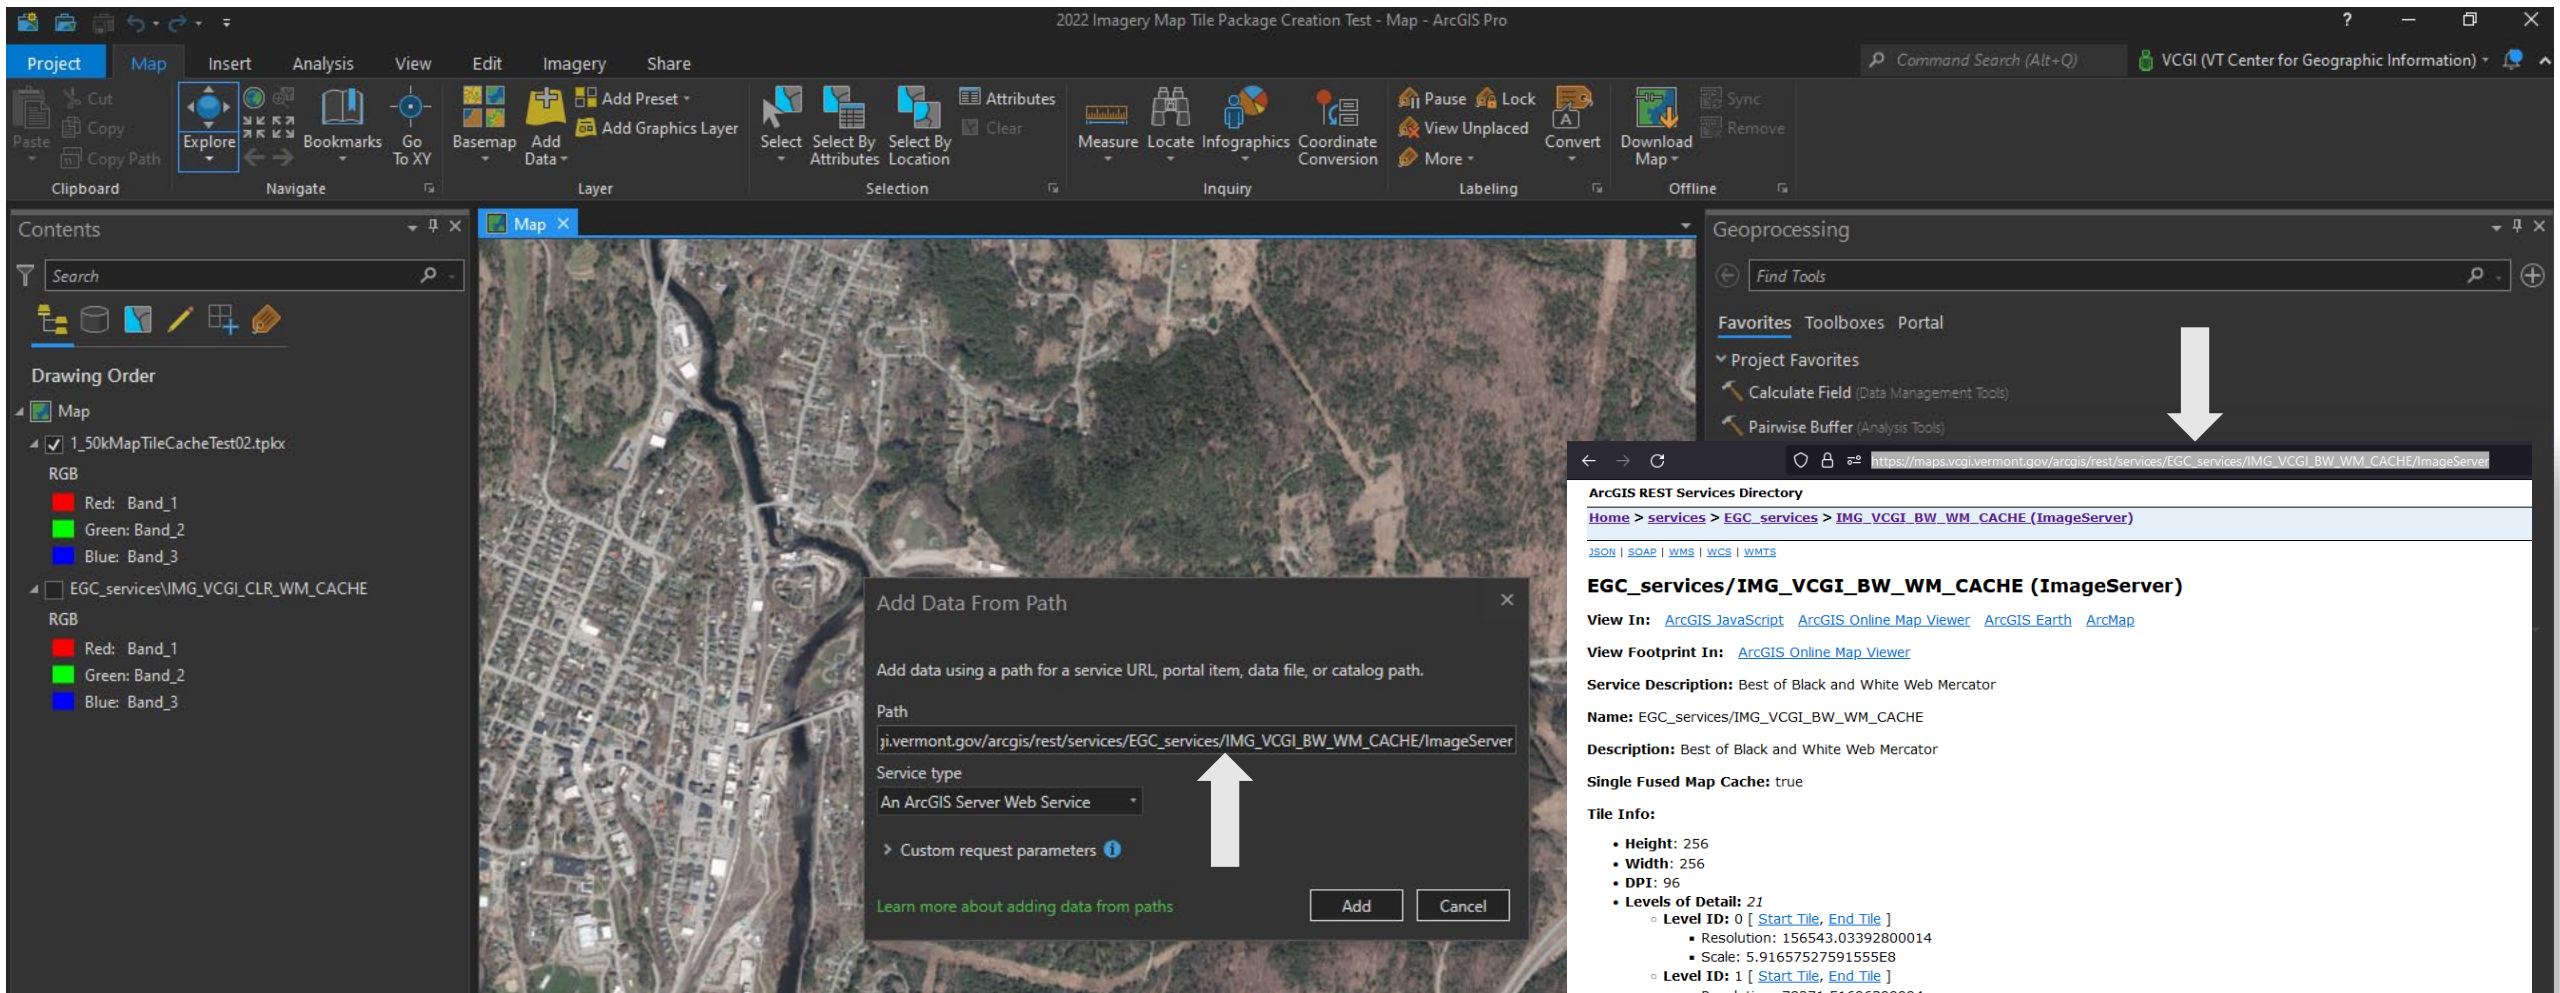 2022 Imagery Map Tile Package Creation Test - Map - ArcGIS Pro
Project Map Insert Analysis View Edit Imagery Share
Command Search (Alt+Q)
VCGI (VT Center for Geographic Information)
Paste
Cut
Copy
Copy Path
Clipboard
Explore
Bookmarks
Go To XY
Navigate
Basemap
Add Data
Add Preset
Add Graphics Layer
Layer
Select
Select By Attributes
Select By Location
Attributes
Clear
Selection
Measure
Locate
Infographics
Coordinate Conversion
Inquiry
Pause
Lock
View Unplaced
More
Convert
Labeling
Download Map
Sync
Remove
Offline
Contents
Search
Drawing Order
Map
1_50kMapTileCacheTest02.tpkx
RGB
Red: Band_1
Green: Band_2
Blue: Band_3
EGC_services\IMG_VCGI_CLR_WM_CACHE
RGB
Red: Band_1
Green: Band_2
Blue: Band_3
Map
Add Data From Path
Add data using a path for a service URL, portal item, data file, or catalog path.
Path
gi.vermont.gov/arcgis/rest/services/EGC_services/IMG_VCGI_BW_WM_CACHE/ImageServer
Service type
An ArcGIS Server Web Service
Custom request parameters
Learn more about adding data from paths
Add
Cancel
Geoprocessing
Find Tools
Favorites Toolboxes Portal
Project Favorites
Calculate Field (Data Management Tools)
Pairwise Buffer (Analysis Tools)
https://maps.vcgi.vermont.gov/arcgis/rest/services/EGC_services/IMG_VCGI_BW_WM_CACHE/ImageServer
ArcGIS REST Services Directory
Home > services > EGC_services > IMG_VCGI_BW_WM_CACHE (ImageServer)
JSON | SOAP | WMS | WCS | WMTS
EGC_services/IMG_VCGI_BW_WM_CACHE (ImageServer)
View In: ArcGIS JavaScript ArcGIS Online Map Viewer ArcGIS Earth ArcMap
View Footprint In: ArcGIS Online Map Viewer
Service Description: Best of Black and White Web Mercator
Name: EGC_services/IMG_VCGI_BW_WM_CACHE
Description: Best of Black and White Web Mercator
Single Fused Map Cache: true
Tile Info:
• Height: 256
• Width: 256
• DPI: 96
• Levels of Detail: 21
Level ID: 0 [ Start Tile, End Tile ]
Resolution: 156543.03392800014
Scale: 5.91657527591555E8
Level ID: 1 [ Start Tile, End Tile ]